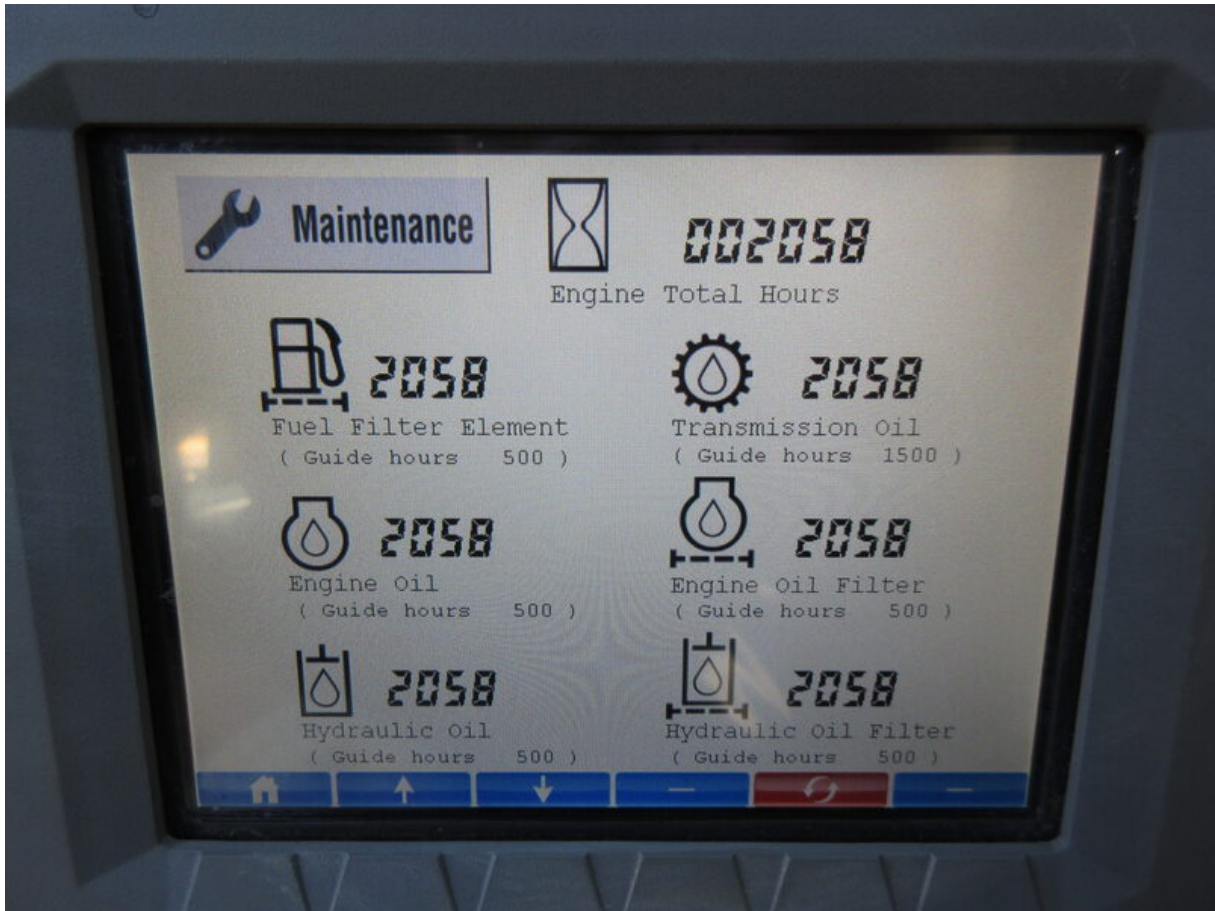 Maintenance
002058
Engine Total Hours
2058
Fuel Filter Element
( Guide hours 500 )
2058
Transmission Oil
( Guide hours 1500 )
2058
Engine Oil
( Guide hours 500 )
2058
Engine Oil Filter
( Guide hours 500 )
2058
Hydraulic Oil
( Guide hours 500 )
2058
Hydraulic Oil Filter
( Guide hours 500 )